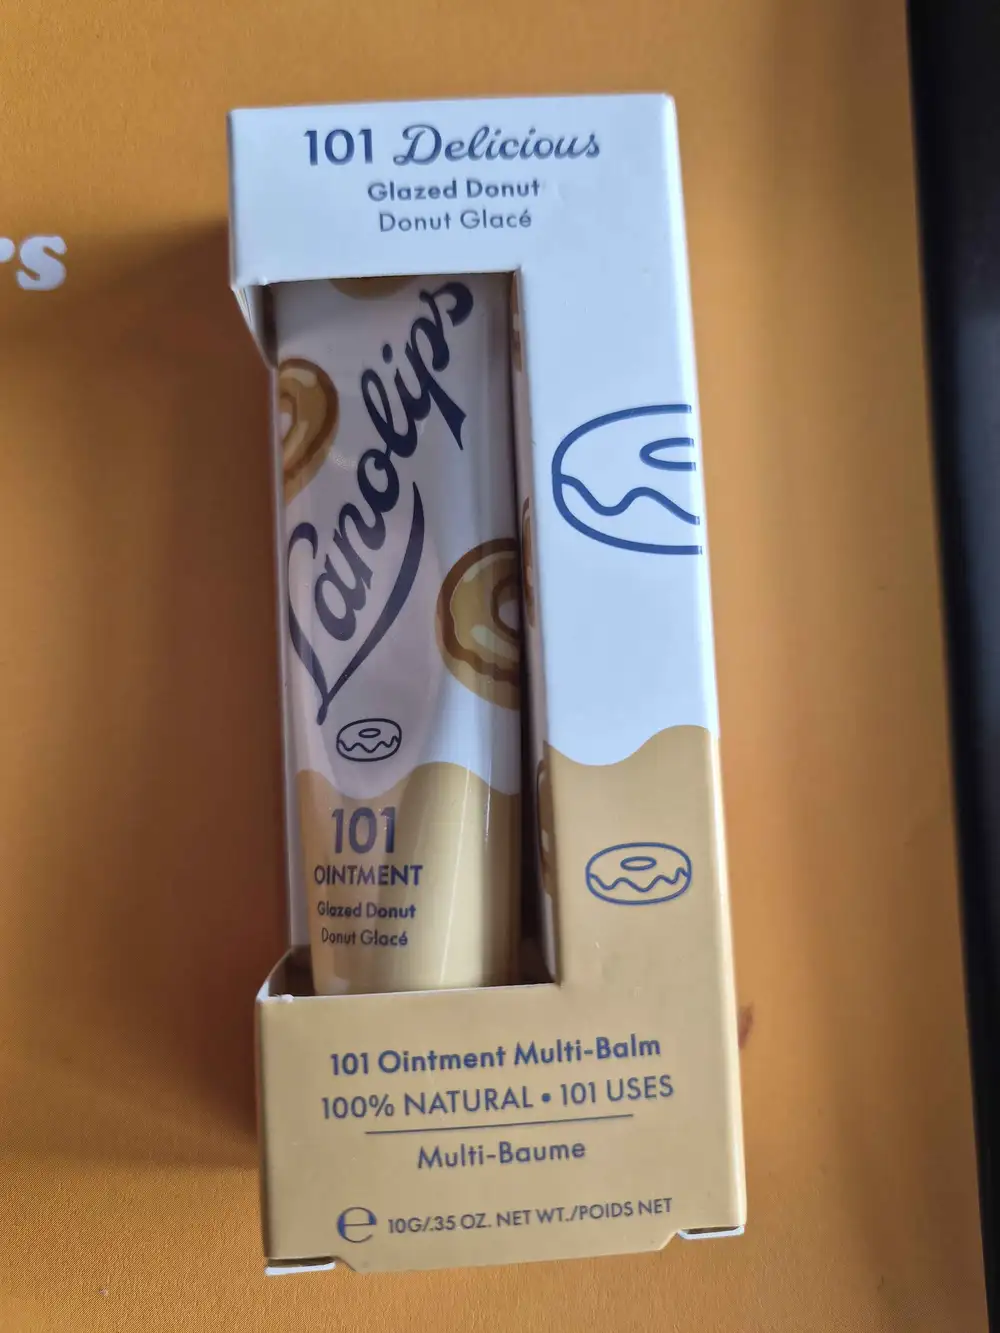 101 Delicious
Glazed Donut
Donut Glacé
Lanolips
101
OINTMENT
Glazed Donut
Donut Glacé
101 Ointment Multi-Balm
100% NATURAL • 101 USES
Multi-Baume
℮ 10G/.35 OZ. NET WT./POIDS NET